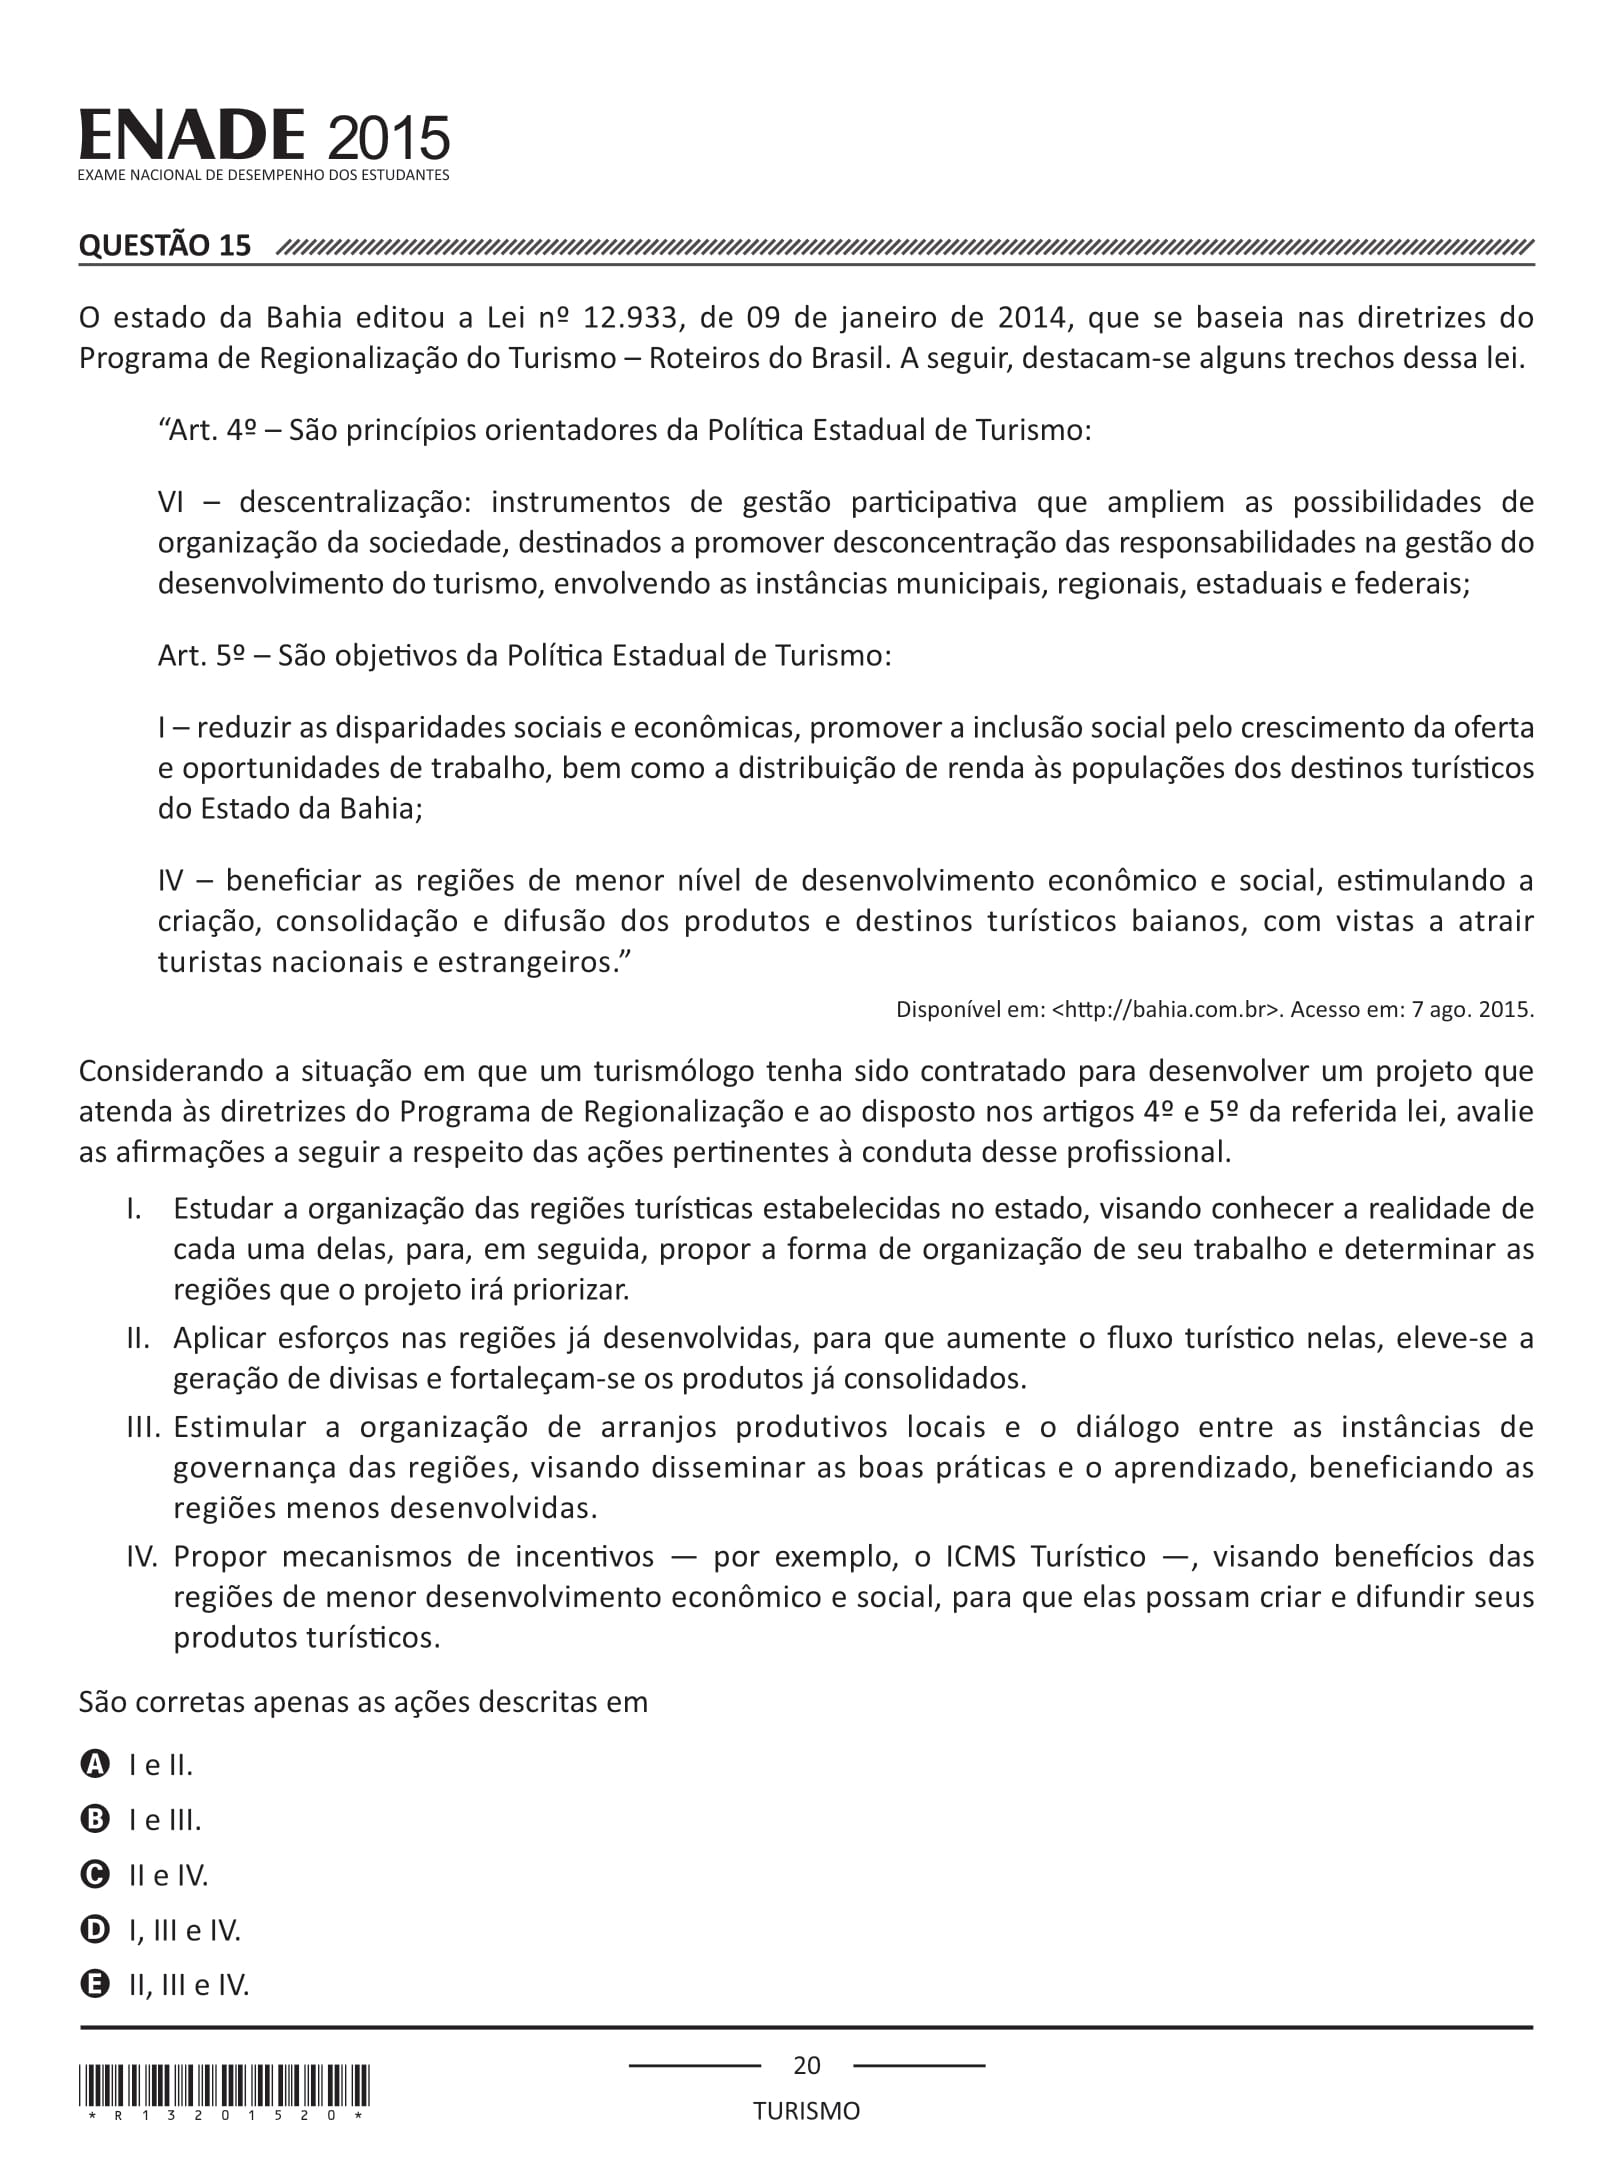 ENADE 2015
EXAME NACIONAL DE DESEMPENHO DOS ESTUDANTES
QUESTÃO 15
O estado da Bahia editou a Lei nº 12.933, de 09 de janeiro de 2014, que se baseia nas diretrizes do
Programa de Regionalização do Turismo – Roteiros do Brasil. A seguir, destacam-se alguns trechos dessa lei.
“Art. 4º – São princípios orientadores da Política Estadual de Turismo:
VI – descentralização: instrumentos de gestão participativa que ampliem as possibilidades de
organização da sociedade, destinados a promover desconcentração das responsabilidades na gestão do
desenvolvimento do turismo, envolvendo as instâncias municipais, regionais, estaduais e federais;
Art. 5º – São objetivos da Política Estadual de Turismo:
I – reduzir as disparidades sociais e econômicas, promover a inclusão social pelo crescimento da oferta
e oportunidades de trabalho, bem como a distribuição de renda às populações dos destinos turísticos
do Estado da Bahia;
IV – beneficiar as regiões de menor nível de desenvolvimento econômico e social, estimulando a
criação, consolidação e difusão dos produtos e destinos turísticos baianos, com vistas a atrair
turistas nacionais e estrangeiros.”
Disponível em: <http://bahia.com.br>. Acesso em: 7 ago. 2015.
Considerando a situação em que um turismólogo tenha sido contratado para desenvolver um projeto que
atenda às diretrizes do Programa de Regionalização e ao disposto nos artigos 4º e 5º da referida lei, avalie
as afirmações a seguir a respeito das ações pertinentes à conduta desse profissional.
I. Estudar a organização das regiões turísticas estabelecidas no estado, visando conhecer a realidade de
cada uma delas, para, em seguida, propor a forma de organização de seu trabalho e determinar as
regiões que o projeto irá priorizar.
II. Aplicar esforços nas regiões já desenvolvidas, para que aumente o fluxo turístico nelas, eleve-se a
geração de divisas e fortaleçam-se os produtos já consolidados.
III. Estimular a organização de arranjos produtivos locais e o diálogo entre as instâncias de
governança das regiões, visando disseminar as boas práticas e o aprendizado, beneficiando as
regiões menos desenvolvidas.
IV. Propor mecanismos de incentivos — por exemplo, o ICMS Turístico —, visando benefícios das
regiões de menor desenvolvimento econômico e social, para que elas possam criar e difundir seus
produtos turísticos.
São corretas apenas as ações descritas em
A I e II.
B I e III.
C II e IV.
D I, III e IV.
E II, III e IV.
20
TURISMO
* R 1 3 2 0 1 5 2 0 *